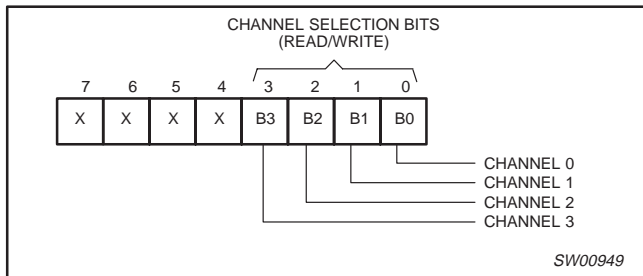 CHANNEL SELECTION BITS
(READ/WRITE)
7 6 5 4 3 2 1 0
X X X X B3 B2 B1 B0
CHANNEL 0
CHANNEL 1
CHANNEL 2
CHANNEL 3
SW00949